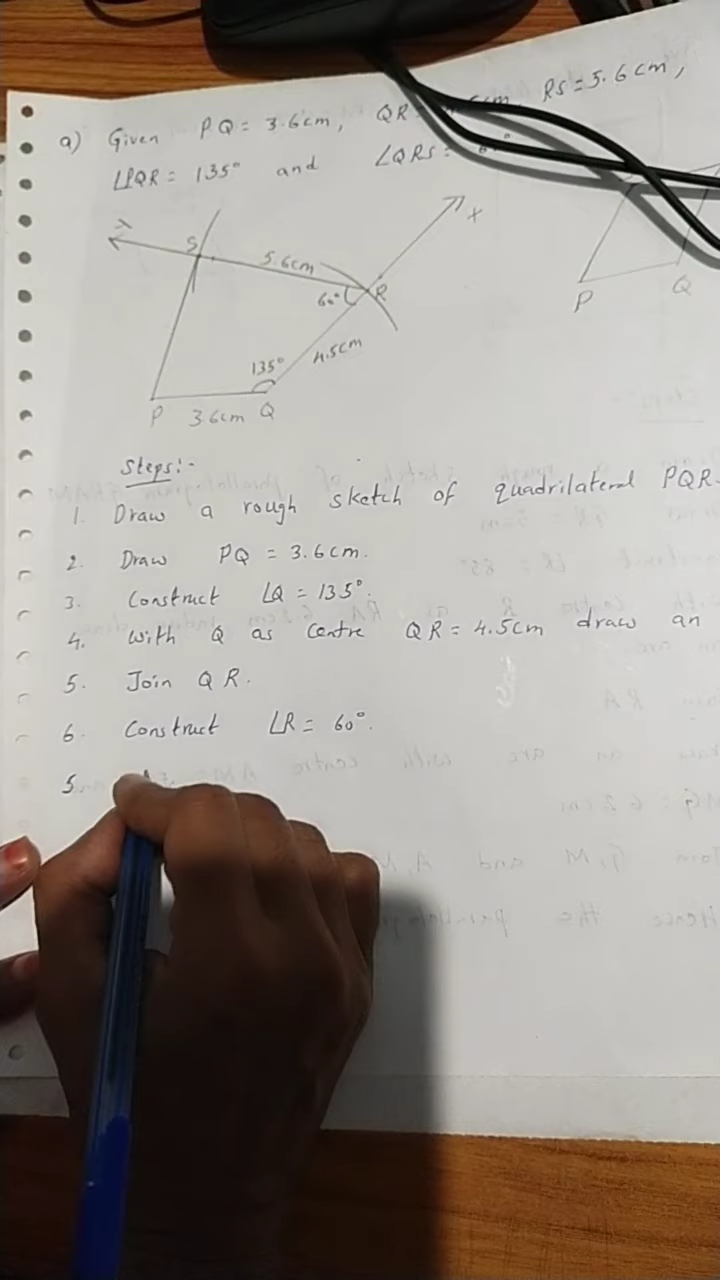 a) Given PQ = 3.6cm, QR RS = 5.6cm,
∠PQR = 135° and ∠QRS =
S
5.6cm
X
60°
R
135°
4.5cm
P 3.6cm Q
P Q
Steps:-
1. Draw a rough sketch of quadrilateral PQR
2. Draw PQ = 3.6cm.
3. Construct ∠Q = 135°.
4. With Q as centre QR = 4.5cm draw an
5. Join QR.
6. Construct ∠R = 60°.
5.